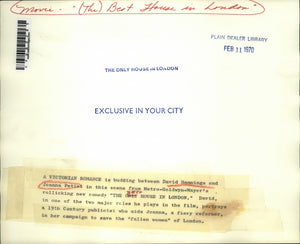 Movie - "(The) Best House in London"
PLAIN DEALER LIBRARY
FEB 11 1970
THE ONLY HOUSE IN LONDON
EXCLUSIVE IN YOUR CITY
A VICTORIAN ROMANCE is budding between David Hemmings and
Joanna Pettet in this scene from Metro-Goldwyn-Mayer's
rollicking new comedy "THE ONLY HOUSE IN LONDON." David,
in one of the two major roles he plays in the film, portrays
a 19th Century publicist who aids Joanna, a fiery reformer,
in her campaign to save the "fallen women" of London.